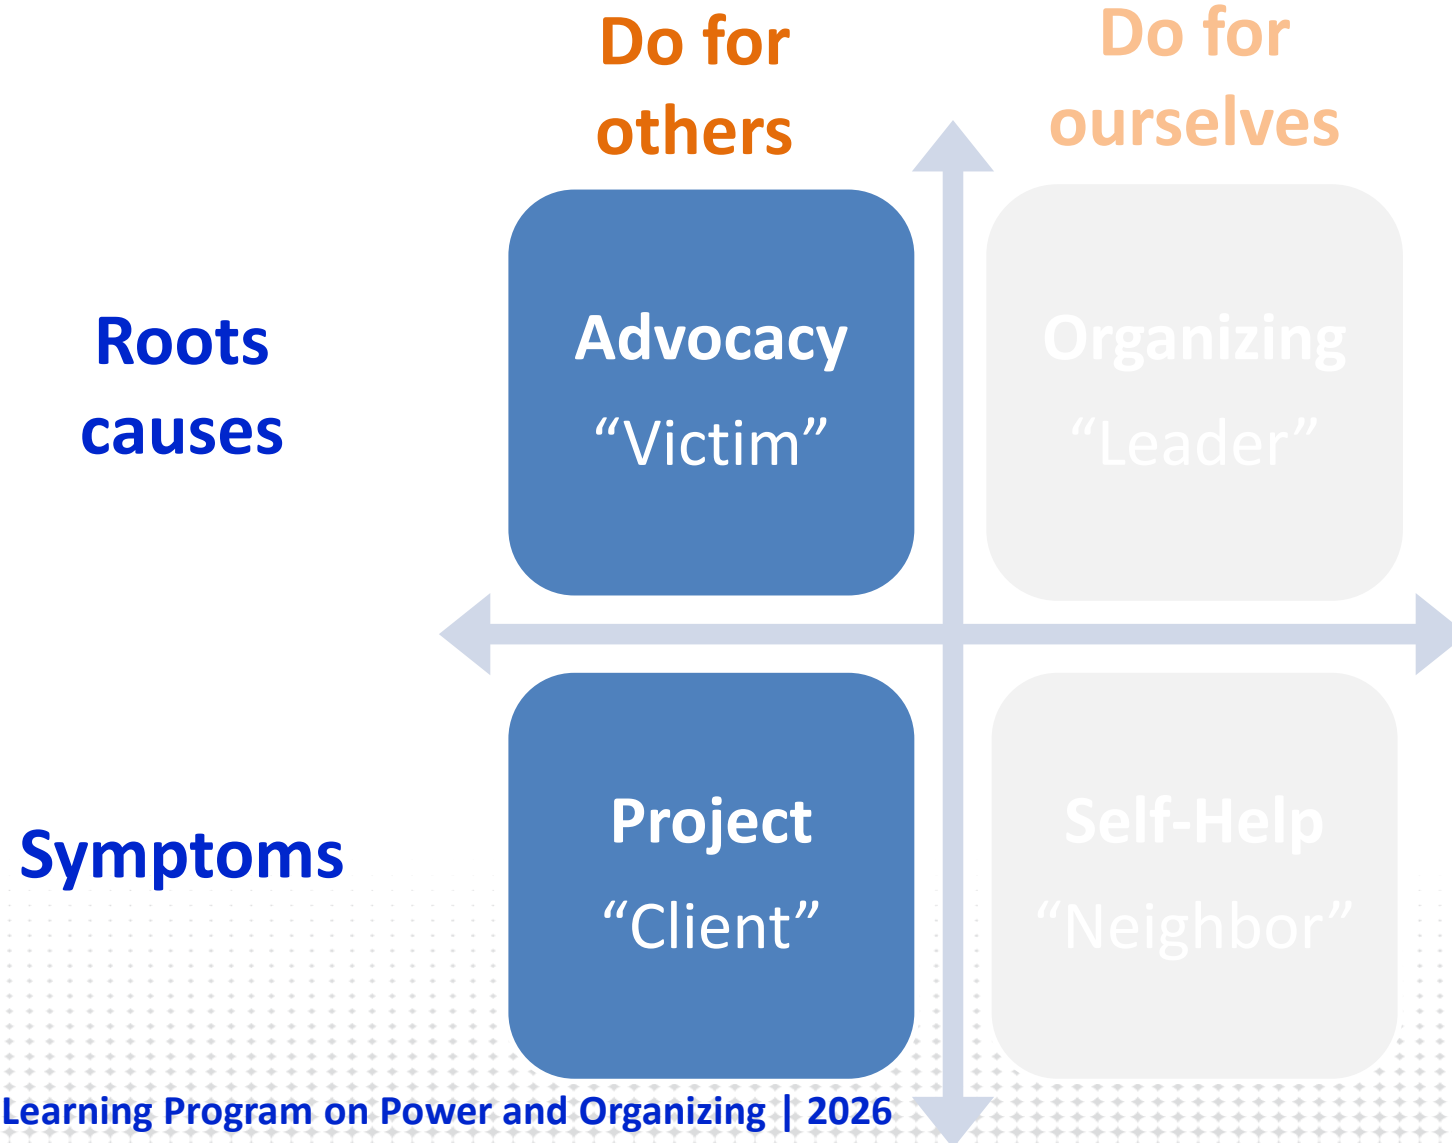 Do for
others
Do for
ourselves
Roots
causes
Advocacy
“Victim”
Organizing
“Leader”
Symptoms
Project
“Client”
Self-Help
“Neighbor”
Learning Program on Power and Organizing | 2026